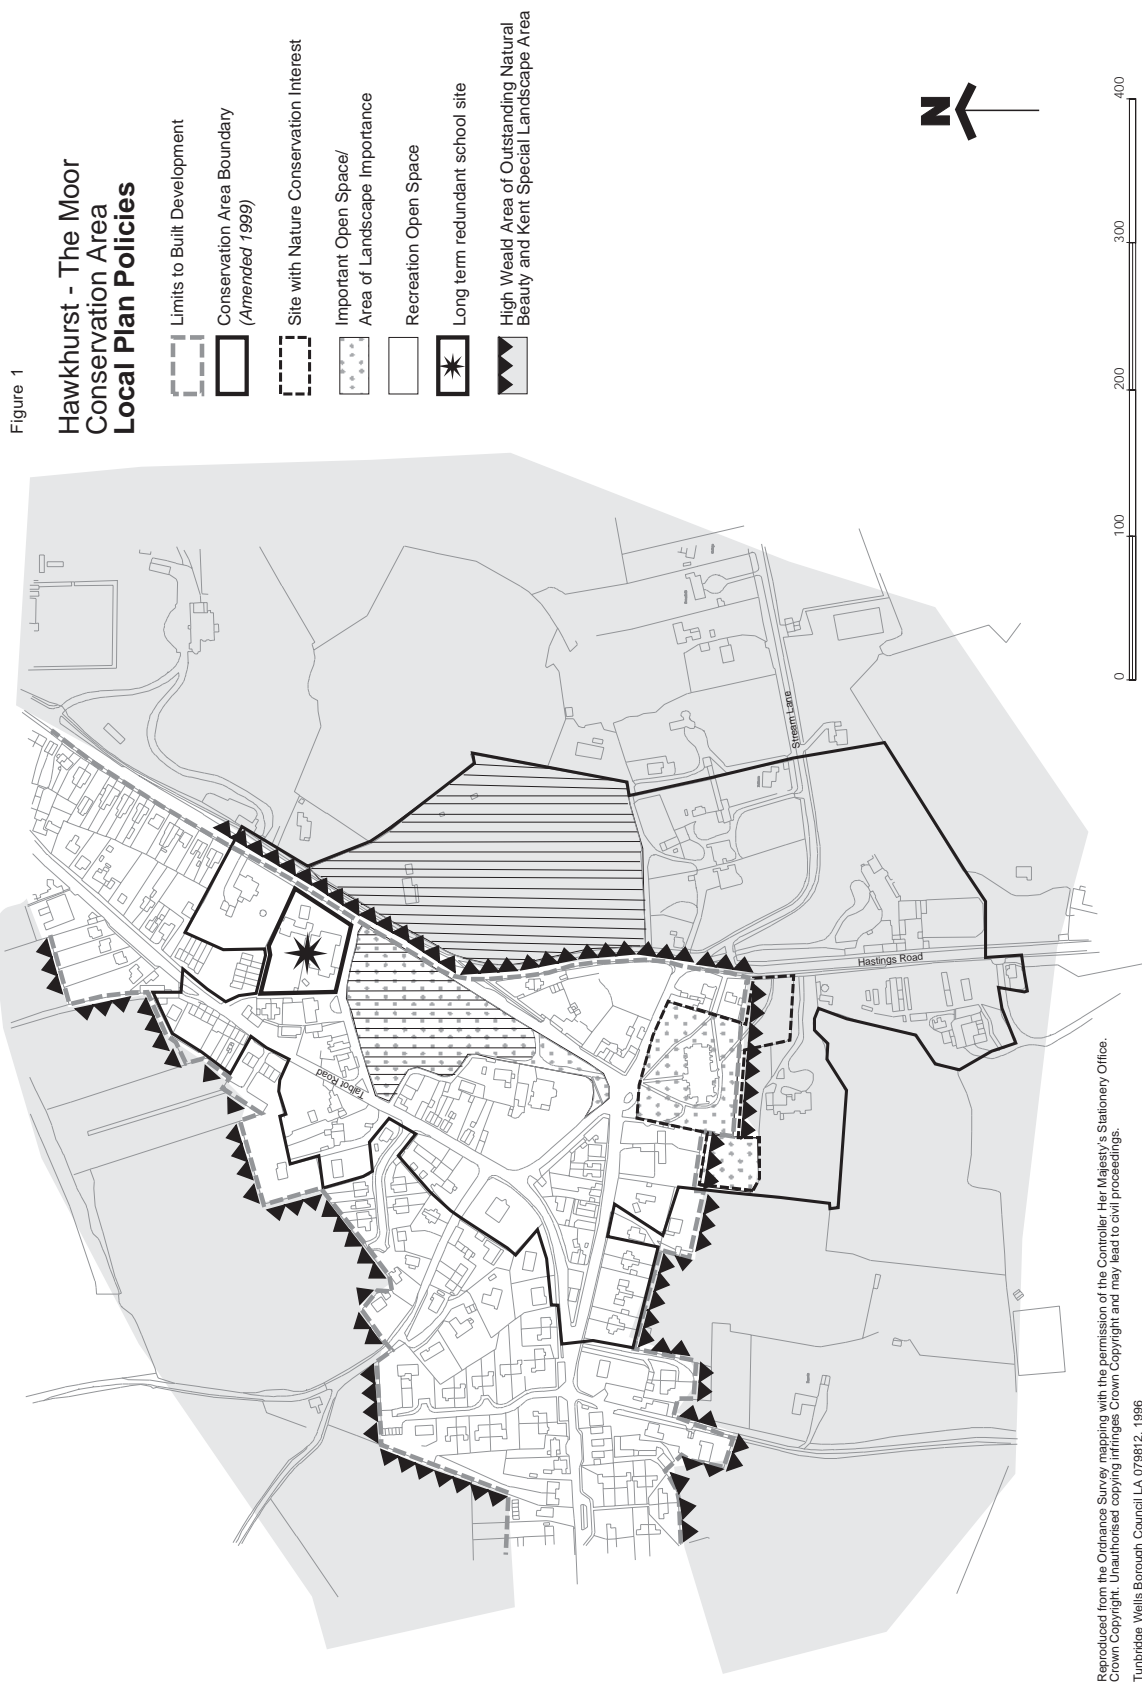 Figure 1
Hawkhurst - The Moor
Conservation Area
Local Plan Policies
Limits to Built Development
Conservation Area Boundary
(Amended 1999)
Site with Nature Conservation Interest
Important Open Space/
Area of Landscape Importance
Recreation Open Space
Long term redundant school site
High Weald Area of Outstanding Natural
Beauty and Kent Special Landscape Area
N
0 100 200 300 400
Talbot Road
Stream Lane
Hastings Road
Reproduced from the Ordnance Survey mapping with the permission of the Controller Her Majesty's Stationery Office.
Crown Copyright. Unauthorised copying infringes Crown Copyright and may lead to civil proceedings.
Tunbridge Wells Borough Council LA 079812, 1996